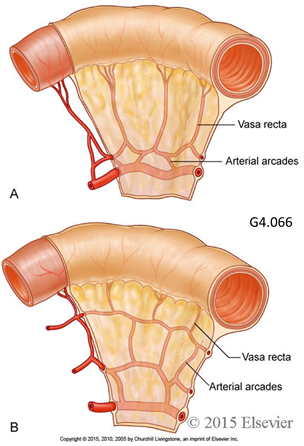 Vasa recta
Arterial arcades
A
G4.066
Vasa recta
Arterial arcades
B
© 2015 Elsevier
Copyright © 2015, 2010, 2005 by Churchill Livingstone, an imprint of Elsevier Inc.